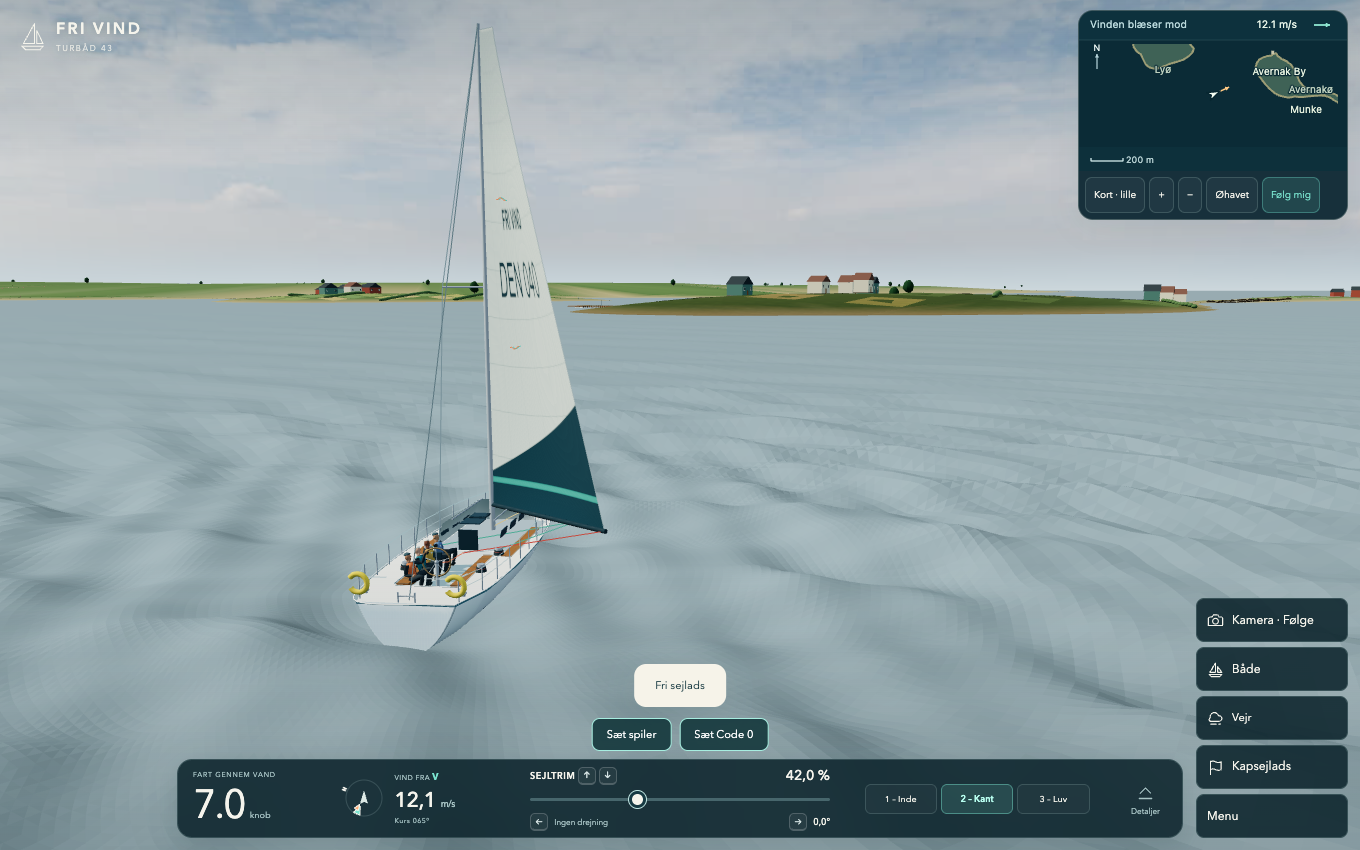 FRI VIND
TURBÅD 43
Vinden blæser mod 12.1 m/s
N
Lyø
Avernak By
Avernakø
Munke
200 m
Kort · lille + − Øhavet Følg mig
FRI VIND
DEN 040
Kamera · Følge
Både
Vejr
Kapsejlads
Menu
Fri sejlads
Sæt spiler Sæt Code 0
FART GENNEM VAND
7.0 knob
VIND FRA V
12,1 m/s
Kurs 065°
SEJLTRIM ↑ ↓ 42,0 %
← Ingen drejning → 0,0°
1 – Inde 2 – Kant 3 – Luv
Detaljer